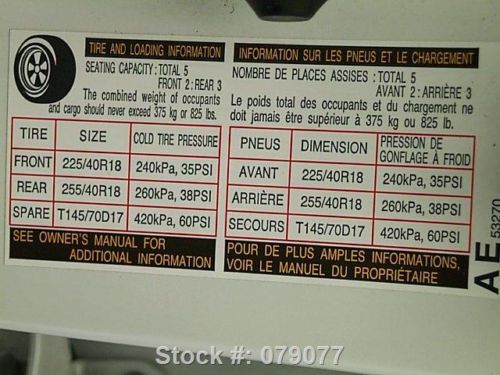 TIRE AND LOADING INFORMATION
SEATING CAPACITY : TOTAL 5
FRONT 2 : REAR 3
The combined weight of occupants
and cargo should never exceed 375 kg or 825 lb.
TIRE SIZE COLD TIRE PRESSURE
FRONT 225/40R18 240kPa, 35PSI
REAR 255/40R18 260kPa, 38PSI
SPARE T145/70D17 420kPa, 60PSI
SEE OWNER'S MANUAL FOR
ADDITIONAL INFORMATION
INFORMATION SUR LES PNEUS ET LE CHARGEMENT
NOMBRE DE PLACES ASSISES : TOTAL 5
AVANT 2 : ARRIÈRE 3
Le poids total des occupants et du chargement ne
doit jamais être supérieur à 375 kg ou 825 lb.
PNEUS DIMENSION PRESSION DE
GONFLAGE À FROID
AVANT 225/40R18 240kPa, 35PSI
ARRIÈRE 255/40R18 260kPa, 38PSI
SECOURS T145/70D17 420kPa, 60PSI
POUR DE PLUS AMPLES INFORMATIONS,
VOIR LE MANUEL DU PROPRIÉTAIRE
AE 53270
Stock #: 079077